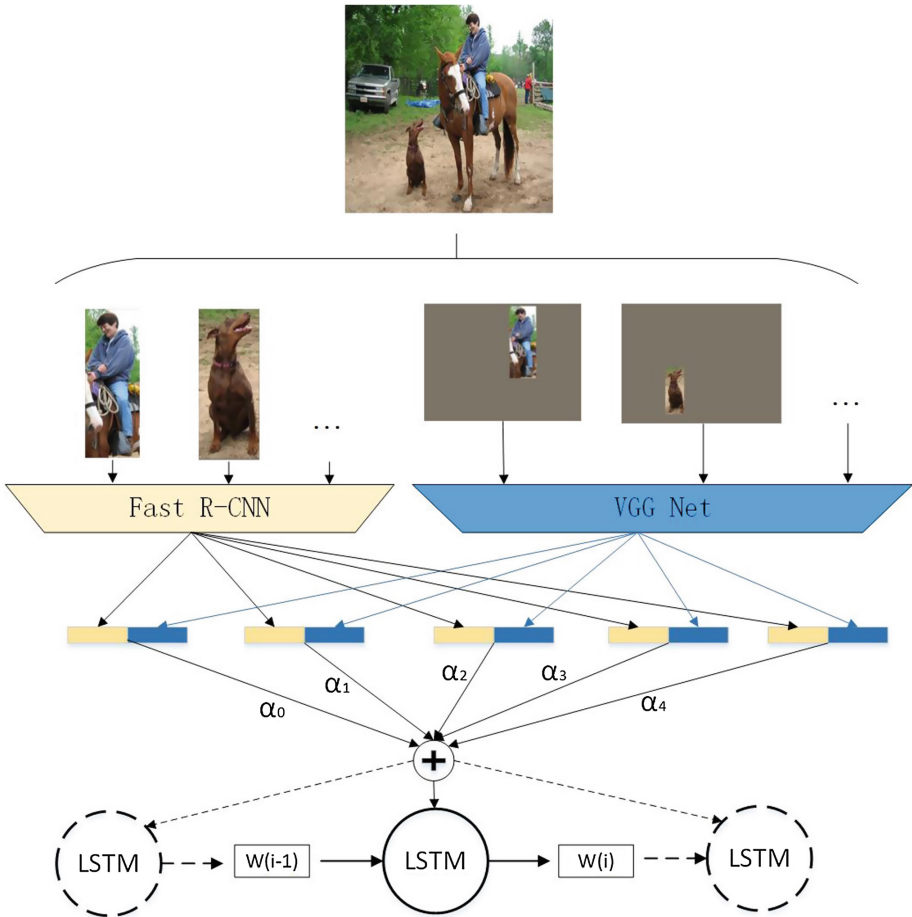 ...
...
Fast R-CNN
VGG Net
α0
α1
α2
α3
α4
+
LSTM
W(i-1)
LSTM
W(i)
LSTM